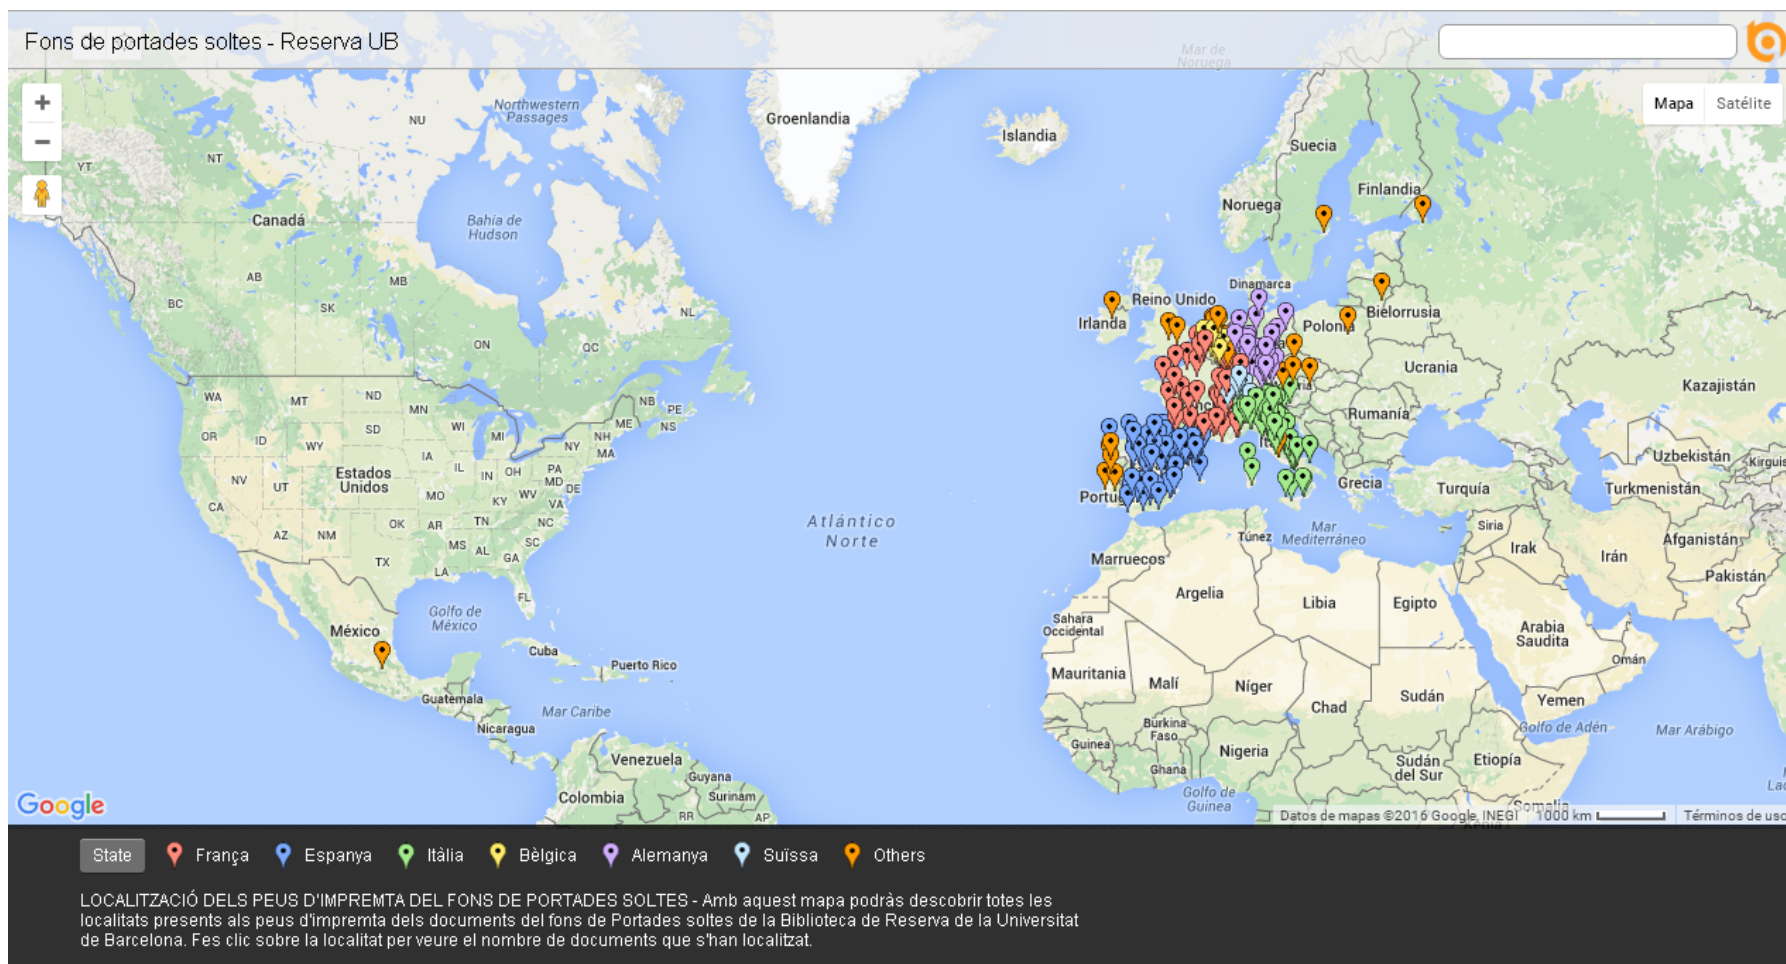 Fons de portades soltes - Reserva UB
Mar de
Noruega
Mapa
Satélite
Northwestern
Passages
Groenlandia
NU
Islandia
Suecia
NT
YT
Finlandia
Noruega
Canadá
Bahía de
Hudson
AB
MB
BC
SK
NL
Dinamarca
Reino Unido
Irlanda
Bielorrusia
ON
QC
Ucrania
Kazajistán
WA
MT
ND
MN
NB
PE
NS
ME
Rumanía
OR
ID
WY
SD
WI
MI
NH
MA
NY
IA
Uzbekistán
NV
UT
Estados
Unidos
IL
IN
OH
PA
MD
DE
Grecia
Turquía
Turkmenistán
CA
MO
KY
WV
VA
Atlántico
Norte
AZ
NM
OK
AR
TN
NC
Túnez
Mar
Mediterráneo
Siria
Afganistán
MS
AL
SC
GA
TX
LA
Marruecos
Irak
Irán
Pakistán
FL
Argelia
Libia
Egipto
Golfo de
México
Sahara
Occidental
Arabia
Saudita
México
Cuba
Puerto Rico
Omán
Mauritania
Malí
Níger
Chad
Sudán
Yemen
Guatemala
Mar Caribe
Nicaragua
Burkina
Faso
Golfo de Adén
Mar Arábigo
Guinea
Nigeria
Venezuela
Guyana
Ghana
Sudán
del Sur
Etiopía
Colombia
Surinam
Golfo de
Guinea
Somalia
RR
AP
Google
Datos de mapas ©2016 Google, INEGI
1000 km
Términos de uso
State
França
Espanya
Itàlia
Bèlgica
Alemanya
Suïssa
Others
LOCALITZACIÓ DELS PEUS D'IMPREMTA DEL FONS DE PORTADES SOLTES - Amb aquest mapa podràs descobrir totes les
localitats presents als peus d'impremta dels documents del fons de Portades soltes de la Biblioteca de Reserva de la Universitat
de Barcelona. Fes clic sobre la localitat per veure el nombre de documents que s'han localitzat.